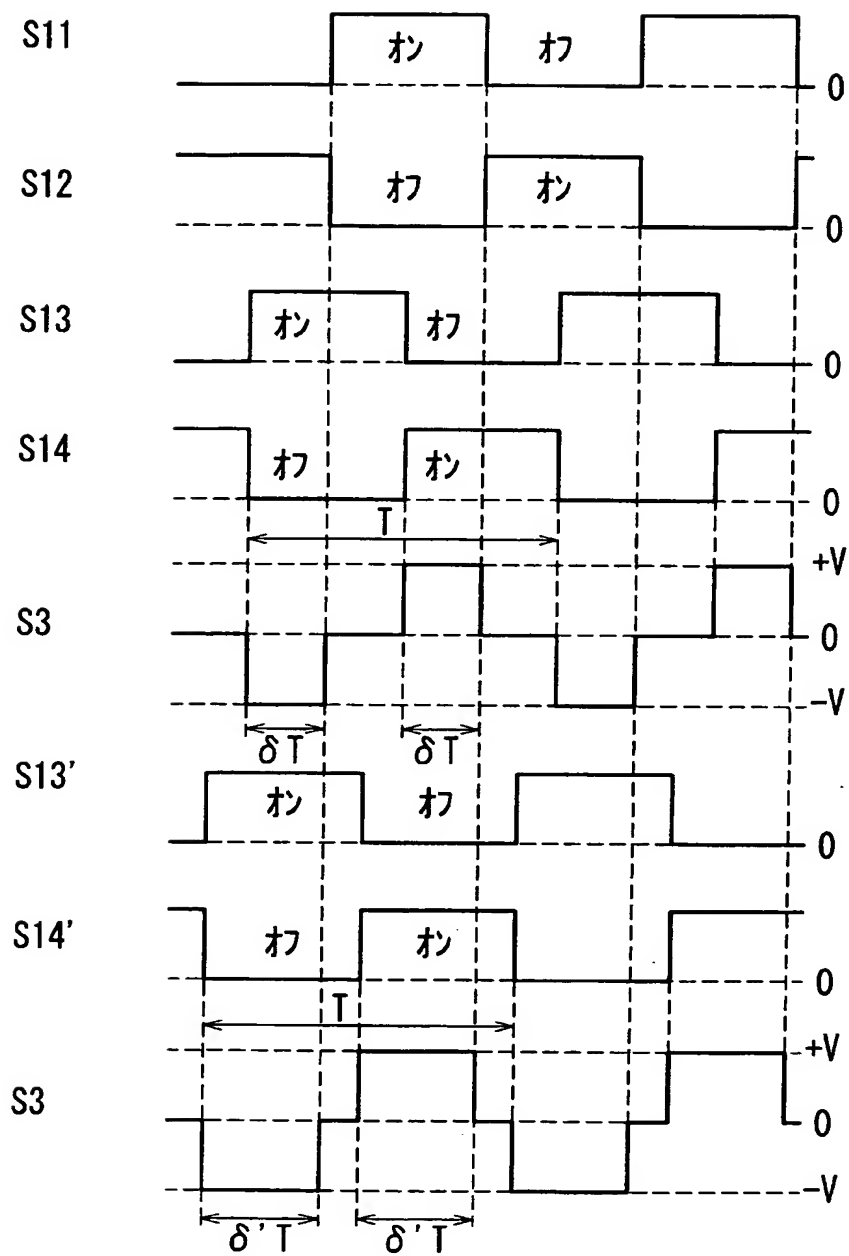 S11 オン オフ 0
S12 オフ オン 0
S13 オン オフ 0
S14 オフ オン 0
T
+V
S3 0
-V
δT δT
S13' オン オフ 0
S14' オフ オン 0
T
+V
S3 0
-V
δ'T δ'T